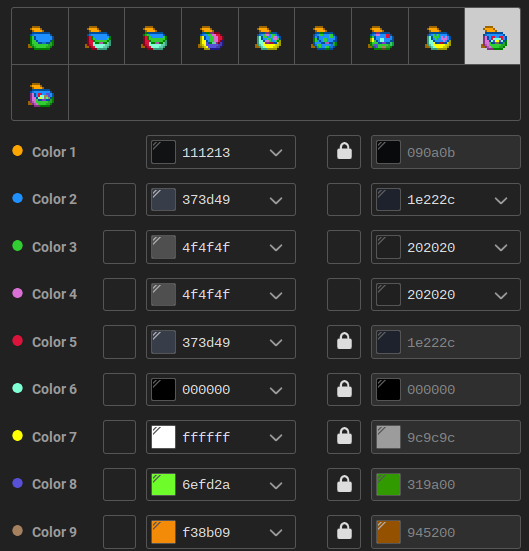 Color 1 111213 090a0b
Color 2 373d49 1e222c
Color 3 4f4f4f 202020
Color 4 4f4f4f 202020
Color 5 373d49 1e222c
Color 6 000000 000000
Color 7 ffffff 9c9c9c
Color 8 6efd2a 319a00
Color 9 f38b09 945200